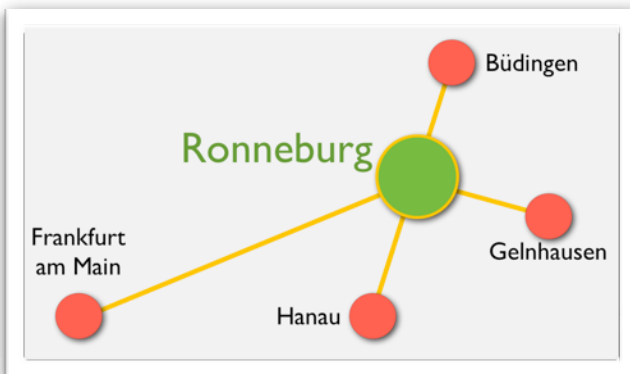 Büdingen
Ronneburg
Frankfurt
am Main
Gelnhausen
Hanau